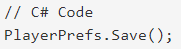 // C# Code
PlayerPrefs.Save();